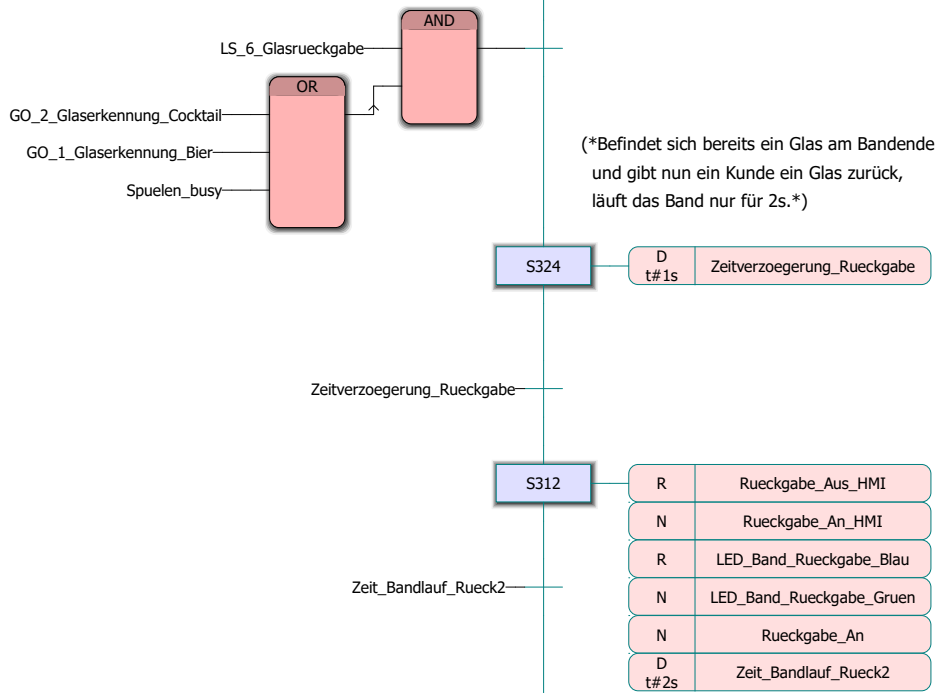 AND
LS_6_Glasrueckgabe
OR
GO_2_Glaserkennung_Cocktail
GO_1_Glaserkennung_Bier
Spuelen_busy
(*Befindet sich bereits ein Glas am Bandende
und gibt nun ein Kunde ein Glas zurück,
läuft das Band nur für 2s.*)
S324
D
t#1s
Zeitverzoegerung_Rueckgabe
Zeitverzoegerung_Rueckgabe
S312
R Rueckgabe_Aus_HMI
N Rueckgabe_An_HMI
R LED_Band_Rueckgabe_Blau
Zeit_Bandlauf_Rueck2
N LED_Band_Rueckgabe_Gruen
N Rueckgabe_An
D
t#2s
Zeit_Bandlauf_Rueck2